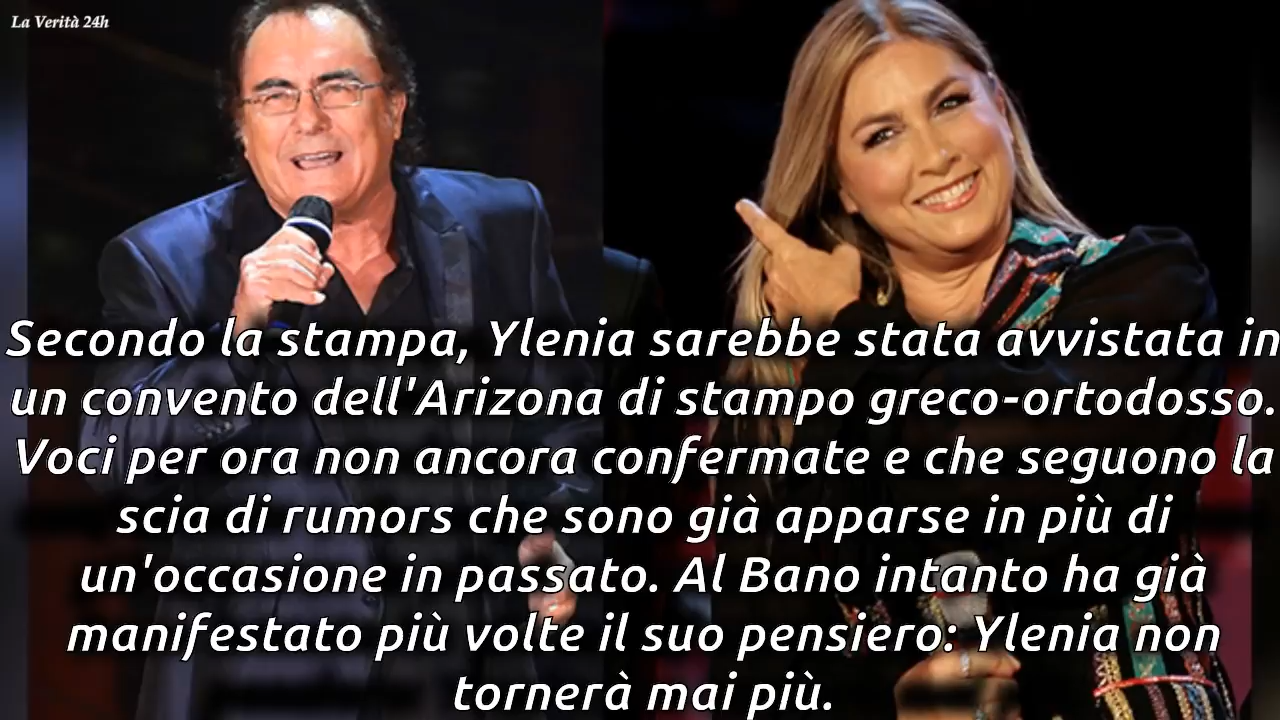 La Verità 24h
Secondo la stampa, Ylenia sarebbe stata avvistata in
un convento dell'Arizona di stampo greco-ortodosso.
Voci per ora non ancora confermate e che seguono la
scia di rumors che sono già apparse in più di
un'occasione in passato. Al Bano intanto ha già
manifestato più volte il suo pensiero: Ylenia non
tornerà mai più.